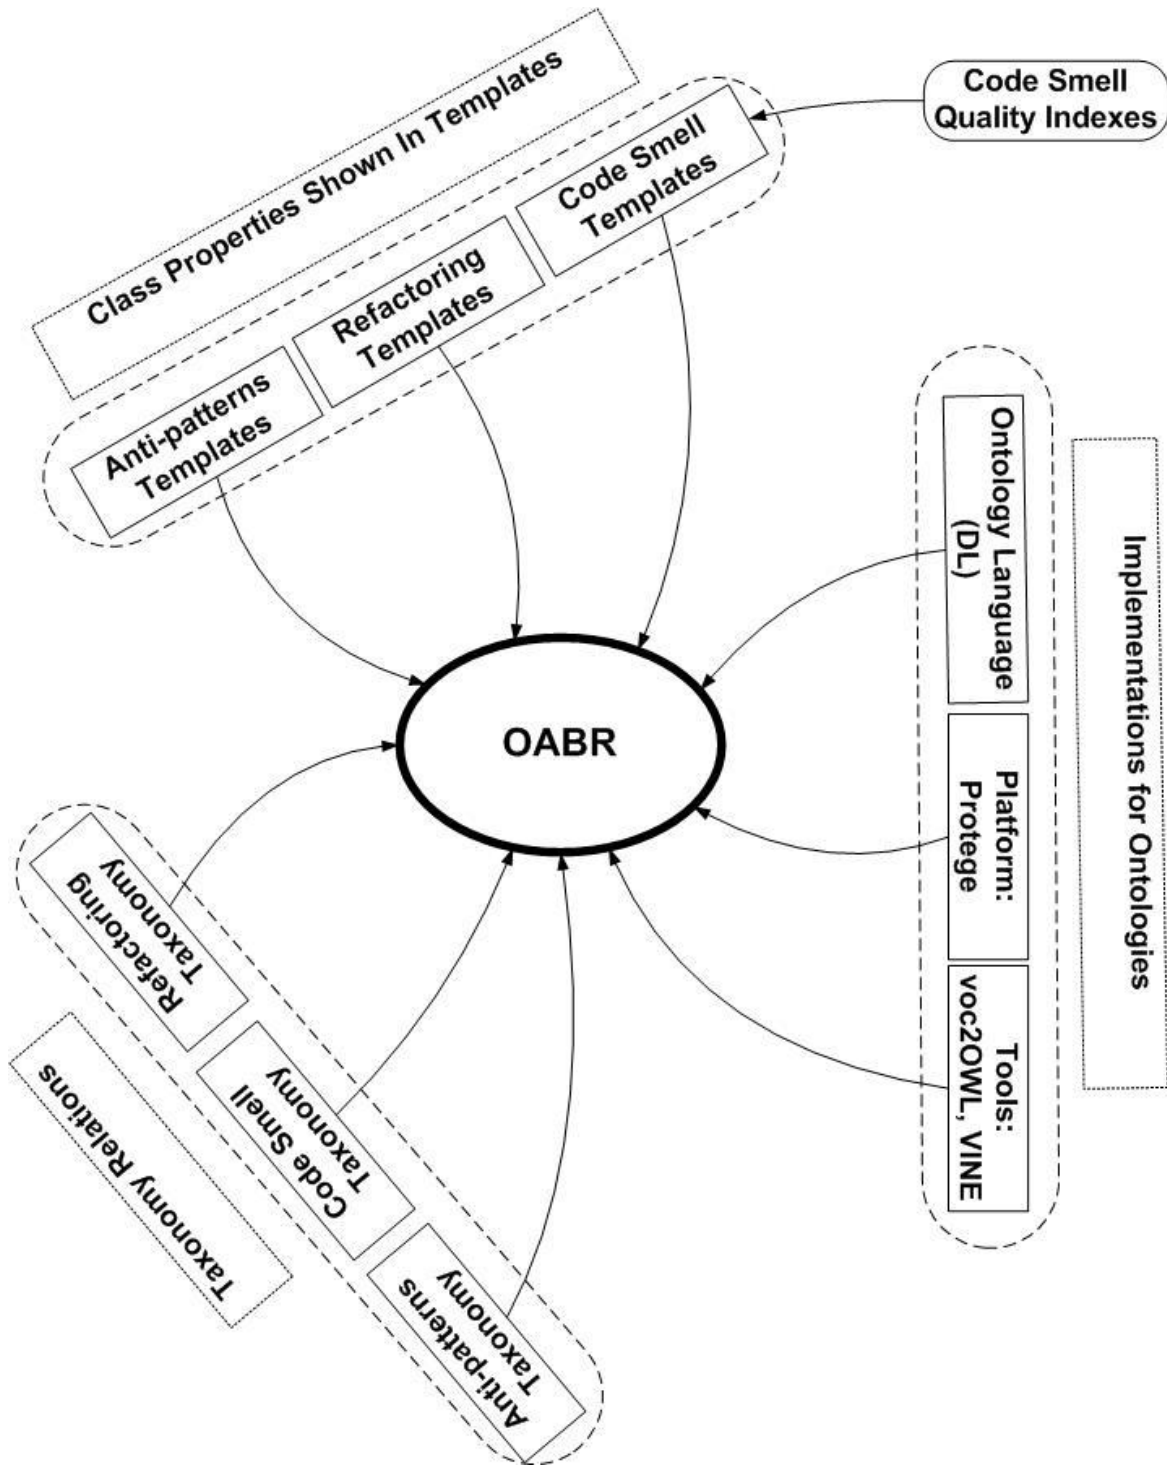 Class Properties Shown In Templates
Code Smell
Quality Indexes
Code Smell
Templates
Refactoring
Templates
Anti-patterns
Templates
Ontology Language
(DL)
Platform:
Protege
Tools:
voc2OWL, VINE
Implementations for Ontologies
OABR
Refactoring
Taxonomy
Code Smell
Taxonomy
Anti-patterns
Taxonomy
Taxonomy Relations